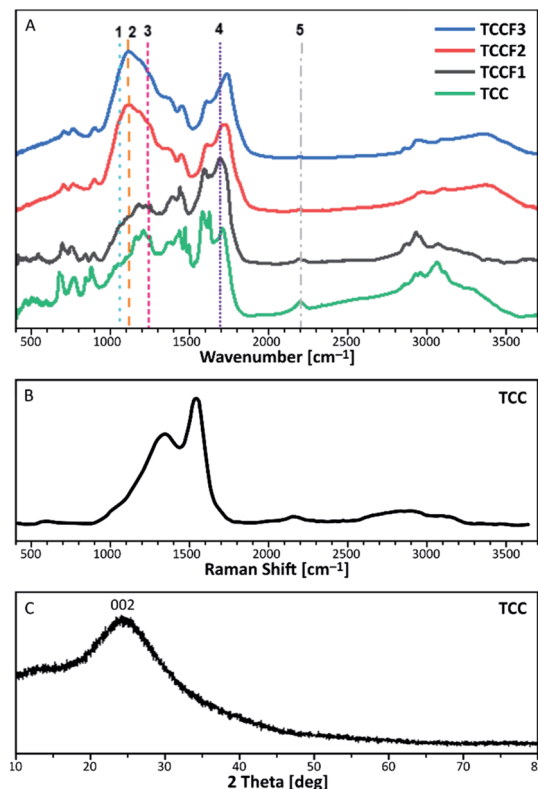 A
1 2 3 4 5
TCCF3
TCCF2
TCCF1
TCC
500 1000 1500 2000 2500 3000 3500
Wavenumber [cm⁻¹]
B
TCC
500 1000 1500 2000 2500 3000 3500
Raman Shift [cm⁻¹]
C
002
TCC
10 20 30 40 50 60 70 8
2 Theta [deg]